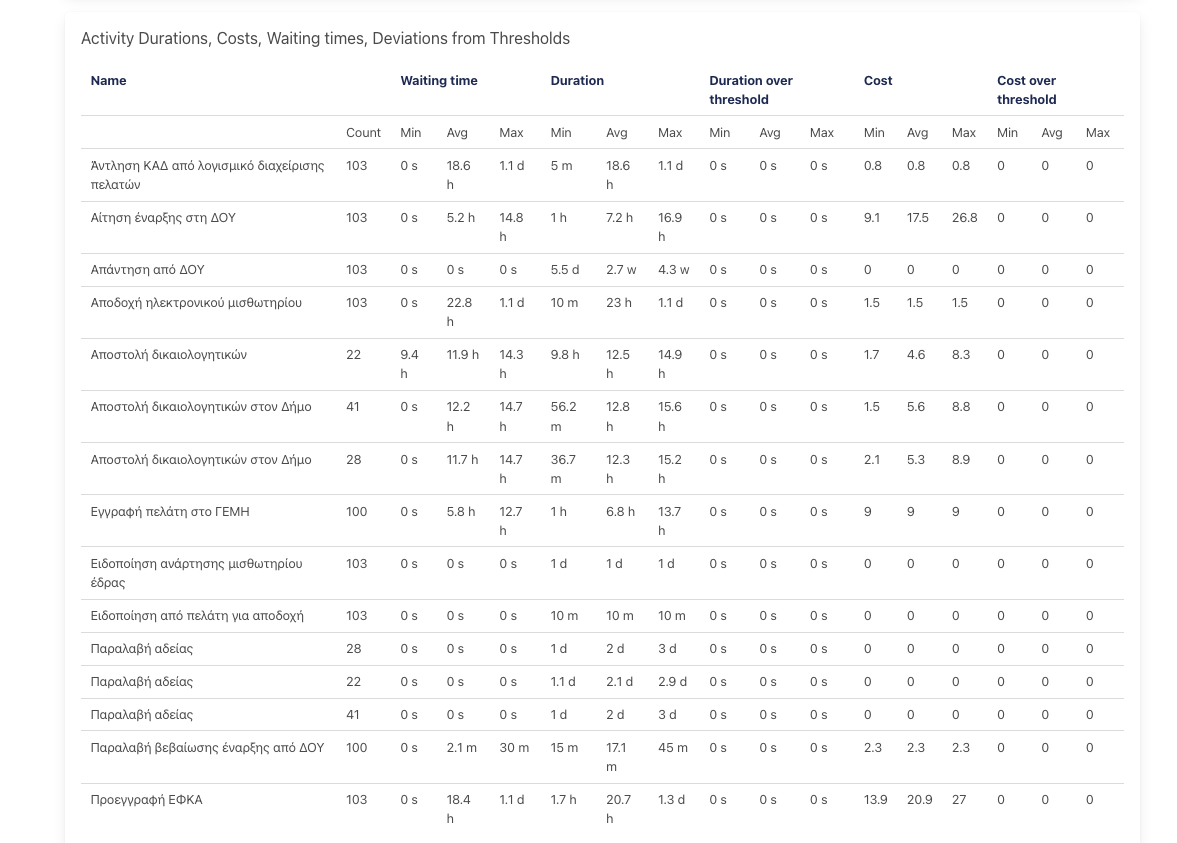 Activity Durations, Costs, Waiting times, Deviations from Thresholds
Name Waiting time Duration Duration over threshold Cost Cost over threshold
Count Min Avg Max Min Avg Max Min Avg Max Min Avg Max Min Avg Max
Άντληση ΚΑΔ από λογισμικό διαχείρισης πελατών 103 0 s 18.6 h 1.1 d 5 m 18.6 h 1.1 d 0 s 0 s 0 s 0.8 0.8 0.8 0 0 0
Αίτηση έναρξης στη ΔΟΥ 103 0 s 5.2 h 14.8 h 1 h 7.2 h 16.9 h 0 s 0 s 0 s 9.1 17.5 26.8 0 0 0
Απάντηση από ΔΟΥ 103 0 s 0 s 0 s 5.5 d 2.7 w 4.3 w 0 s 0 s 0 s 0 0 0 0 0 0
Αποδοχή ηλεκτρονικού μισθωτηρίου 103 0 s 22.8 h 1.1 d 10 m 23 h 1.1 d 0 s 0 s 0 s 1.5 1.5 1.5 0 0 0
Αποστολή δικαιολογητικών 22 9.4 h 11.9 h 14.3 h 9.8 h 12.5 h 14.9 h 0 s 0 s 0 s 1.7 4.6 8.3 0 0 0
Αποστολή δικαιολογητικών στον Δήμο 41 0 s 12.2 h 14.7 h 56.2 m 12.8 h 15.6 h 0 s 0 s 0 s 1.5 5.6 8.8 0 0 0
Αποστολή δικαιολογητικών στον Δήμο 28 0 s 11.7 h 14.7 h 36.7 m 12.3 h 15.2 h 0 s 0 s 0 s 2.1 5.3 8.9 0 0 0
Εγγραφή πελάτη στο ΓΕΜΗ 100 0 s 5.8 h 12.7 h 1 h 6.8 h 13.7 h 0 s 0 s 0 s 9 9 9 0 0 0
Ειδοποίηση ανάρτησης μισθωτηρίου έδρας 103 0 s 0 s 0 s 1 d 1 d 1 d 0 s 0 s 0 s 0 0 0 0 0 0
Ειδοποίηση από πελάτη για αποδοχή 103 0 s 0 s 0 s 10 m 10 m 10 m 0 s 0 s 0 s 0 0 0 0 0 0
Παραλαβή αδείας 28 0 s 0 s 0 s 1 d 2 d 3 d 0 s 0 s 0 s 0 0 0 0 0 0
Παραλαβή αδείας 22 0 s 0 s 0 s 1.1 d 2.1 d 2.9 d 0 s 0 s 0 s 0 0 0 0 0 0
Παραλαβή αδείας 41 0 s 0 s 0 s 1 d 2 d 3 d 0 s 0 s 0 s 0 0 0 0 0 0
Παραλαβή βεβαίωσης έναρξης από ΔΟΥ 100 0 s 2.1 m 30 m 15 m 17.1 m 45 m 0 s 0 s 0 s 2.3 2.3 2.3 0 0 0
Προεγγραφή ΕΦΚΑ 103 0 s 18.4 h 1.1 d 1.7 h 20.7 h 1.3 d 0 s 0 s 0 s 13.9 20.9 27 0 0 0